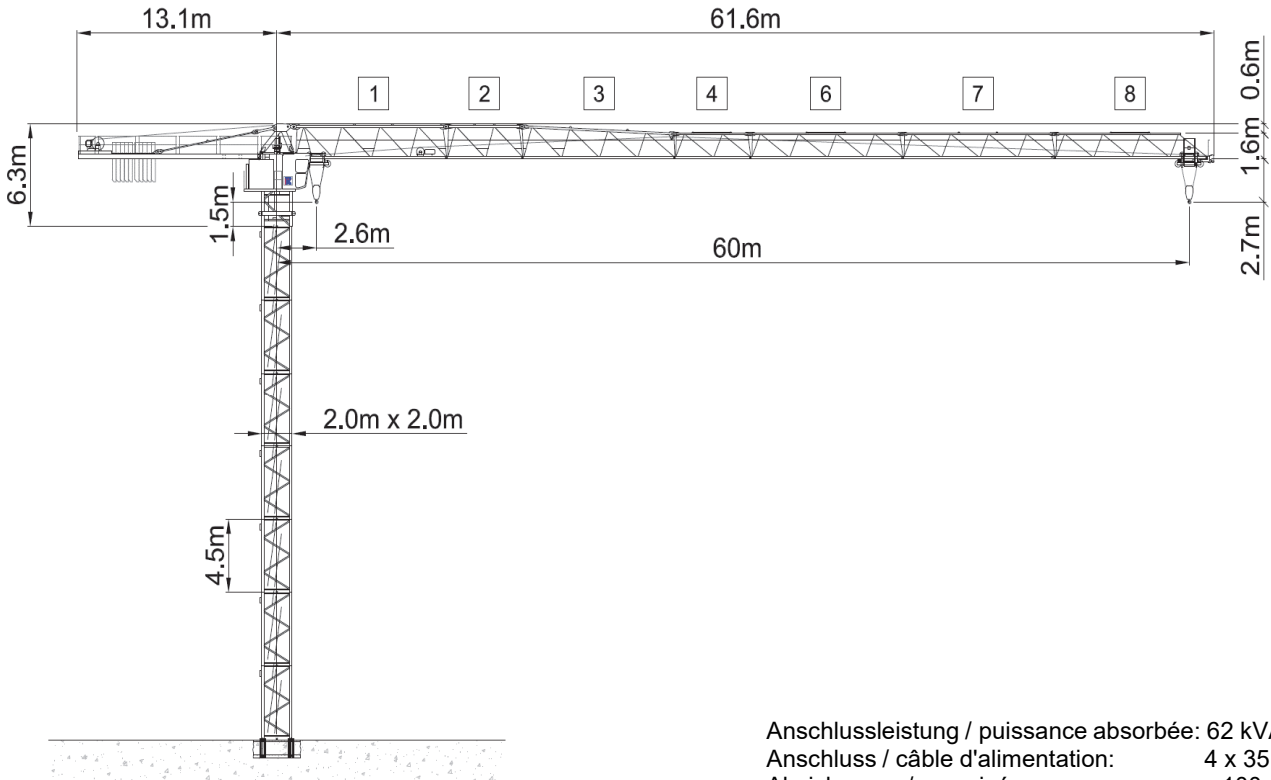 13.1m
61.6m
1 2 3 4 6 7 8
0.6m
1.6m
2.7m
6.3m
1.5m
2.6m
60m
2.0m x 2.0m
4.5m
Anschlussleistung / puissance absorbée: 62 kVA
Anschluss / câble d'alimentation: 4 x 35